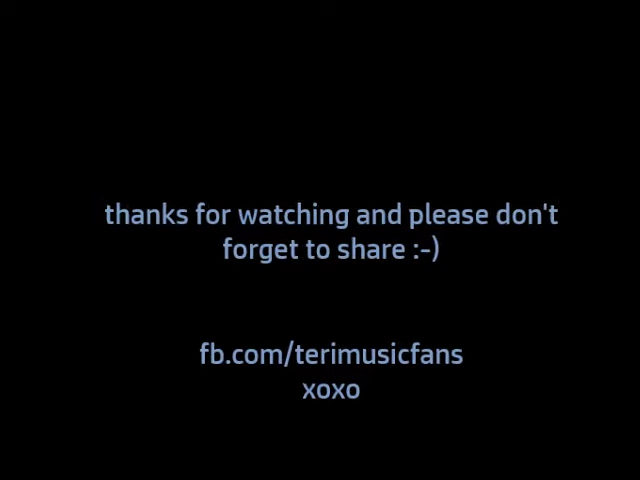 thanks for watching and please don't
forget to share :-)
fb.com/terimusicfans
xoxo